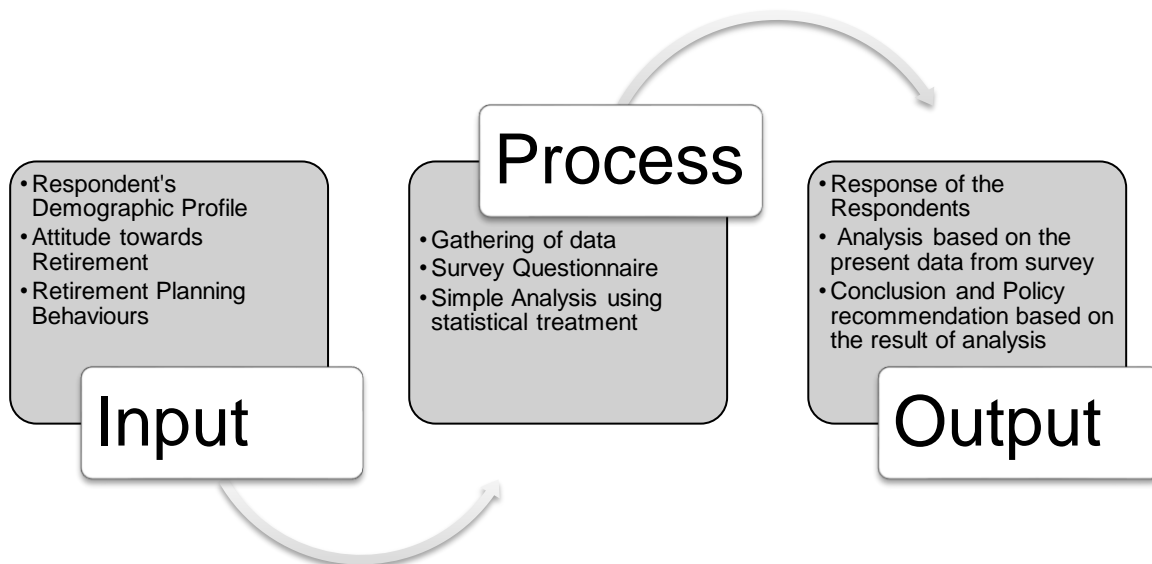 • Respondent's
Demographic Profile
• Attitude towards
Retirement
• Retirement Planning
Behaviours
Input
Process
• Gathering of data
• Survey Questionnaire
• Simple Analysis using
statistical treatment
• Response of the
Respondents
• Analysis based on the
present data from survey
• Conclusion and Policy
recommendation based on
the result of analysis
Output